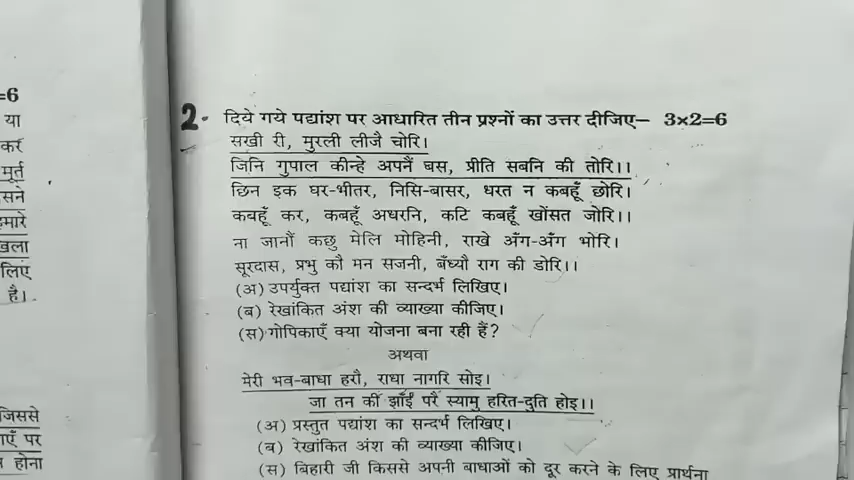 =6
या
कर
मूर्त
सने
हमारे
खला
लिए
है।
जिससे
एँ पर
होना
2. दिये गये पद्यांश पर आधारित तीन प्रश्नों का उत्तर दीजिए– 3×2=6
सखी री, मुरली लीजै चोरि।
जिनि गुपाल कीन्हे अपनैं बस, प्रीति सबनि की तोरि।।
छिन इक घर-भीतर, निसि-बासर, धरत न कबहूँ छोरि।
कबहूँ कर, कबहूँ अधरनि, कटि कबहूँ खोंसत जोरि।।
ना जानौं कछु मेलि मोहिनी, राखे अँग-अँग भोरि।
सूरदास, प्रभु कौ मन सजनी, बँध्यौ राग की डोरि।।
(अ) उपर्युक्त पद्यांश का सन्दर्भ लिखिए।
(ब) रेखांकित अंश की व्याख्या कीजिए।
(स) गोपिकाएँ क्या योजना बना रही हैं?
अथवा
मेरी भव-बाधा हरौ, राधा नागरि सोइ।
जा तन की झाँईं परै स्यामु हरित-दुति होइ।।
(अ) प्रस्तुत पद्यांश का सन्दर्भ लिखिए।
(ब) रेखांकित अंश की व्याख्या कीजिए।
(स) बिहारी जी किससे अपनी बाधाओं को दूर करने के लिए प्रार्थना